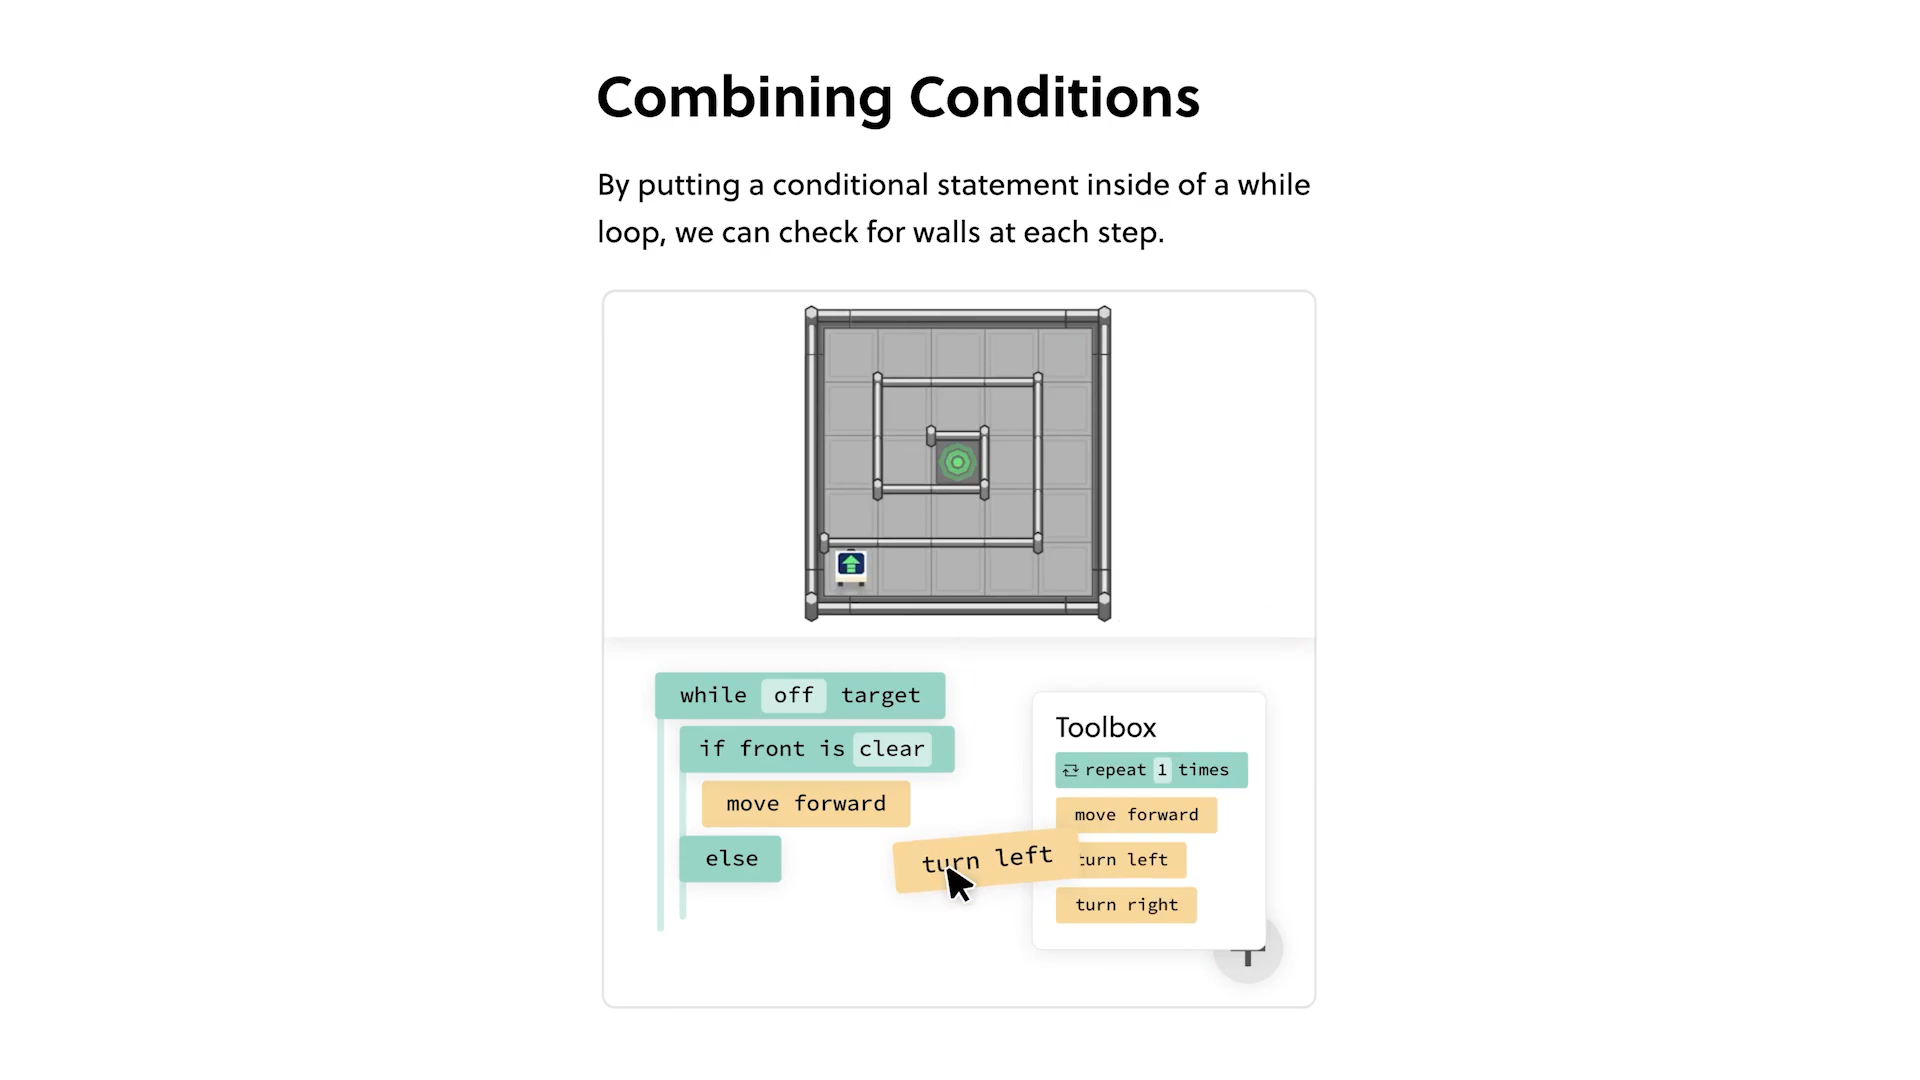 Combining Conditions
By putting a conditional statement inside of a while
loop, we can check for walls at each step.
while off target
if front is clear
move forward
else
turn left
Toolbox
repeat 1 times
move forward
turn left
turn right